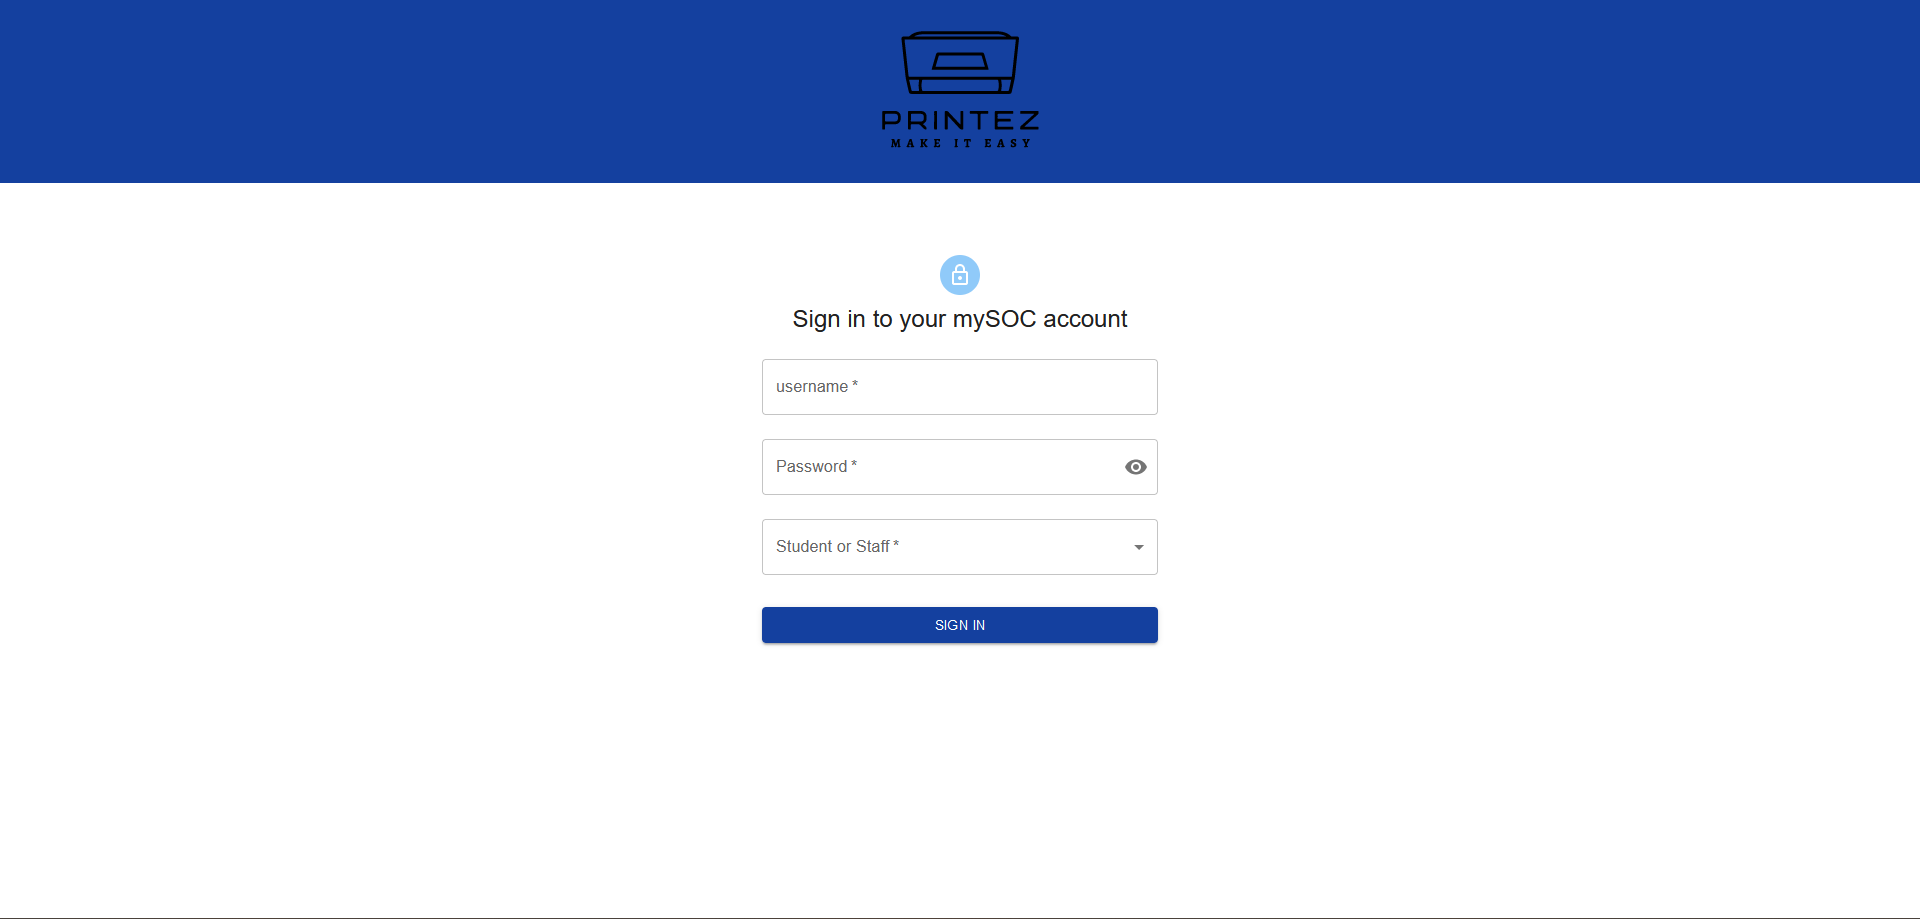 PRINTEZ
MAKE IT EASY
Sign in to your mySOC account
username *
Password *
Student or Staff *
SIGN IN